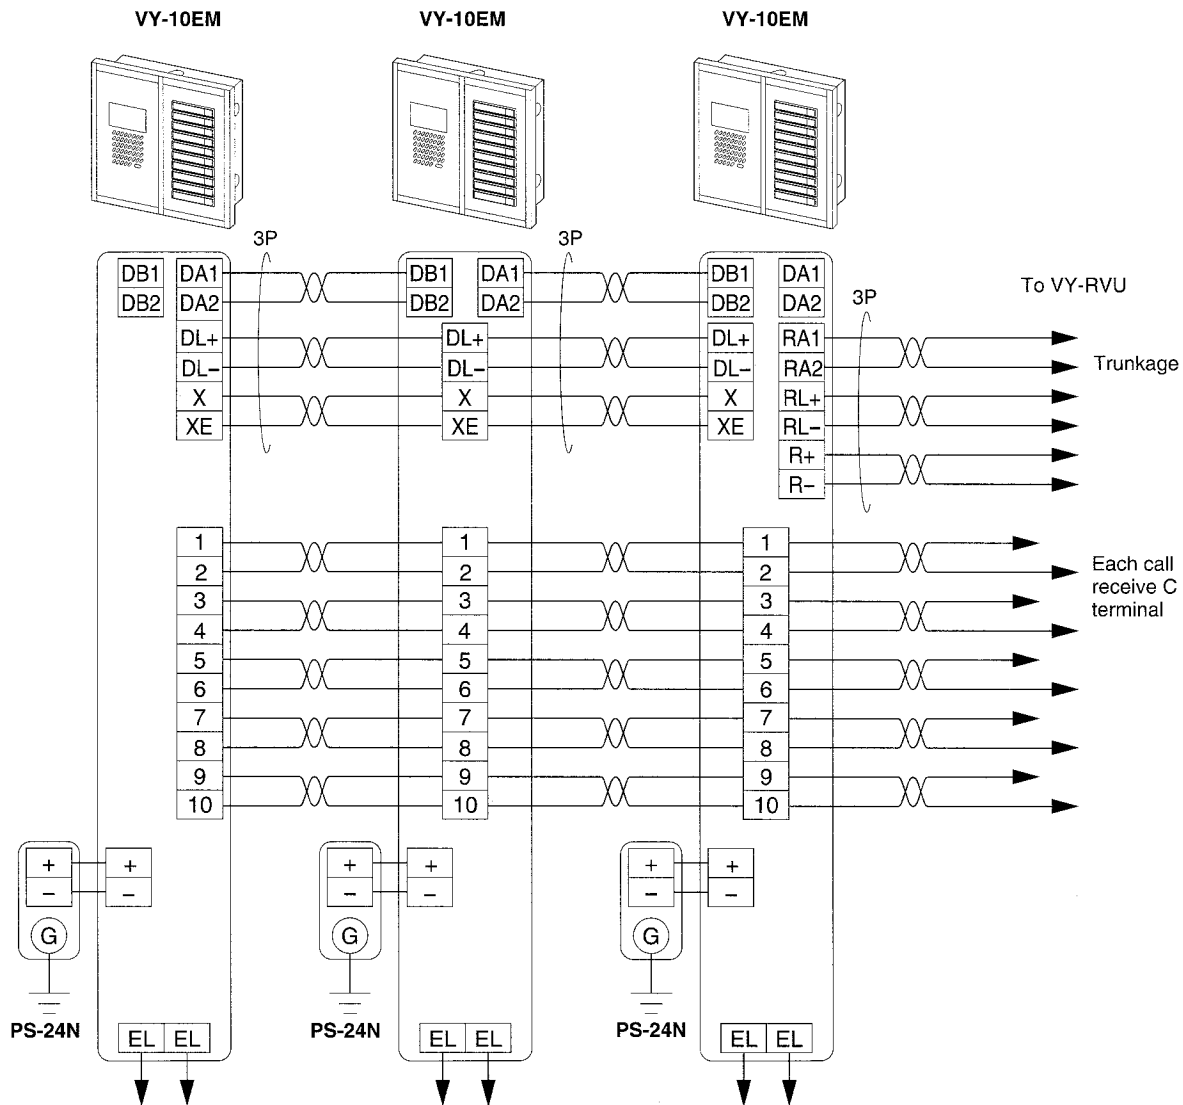 VY-10EM VY-10EM VY-10EM
3P 3P
DB1 DA1 DB1 DA1 DB1 DA1
To VY-RVU
DB2 DA2 DB2 DA2 DB2 DA2
3P
DL+ DL+ DL+ RA1
DL− DL− DL− RA2 Trunkage
X X X RL+
XE XE XE RL−
R+
R−
1 1 1
2 2 2
Each call
receive C
terminal
3 3 3
4 4 4
5 5 5
6 6 6
7 7 7
8 8 8
9 9 9
10 10 10
+ + + + + +
− − − − − −
G G G
PS-24N PS-24N PS-24N
EL EL EL EL EL EL